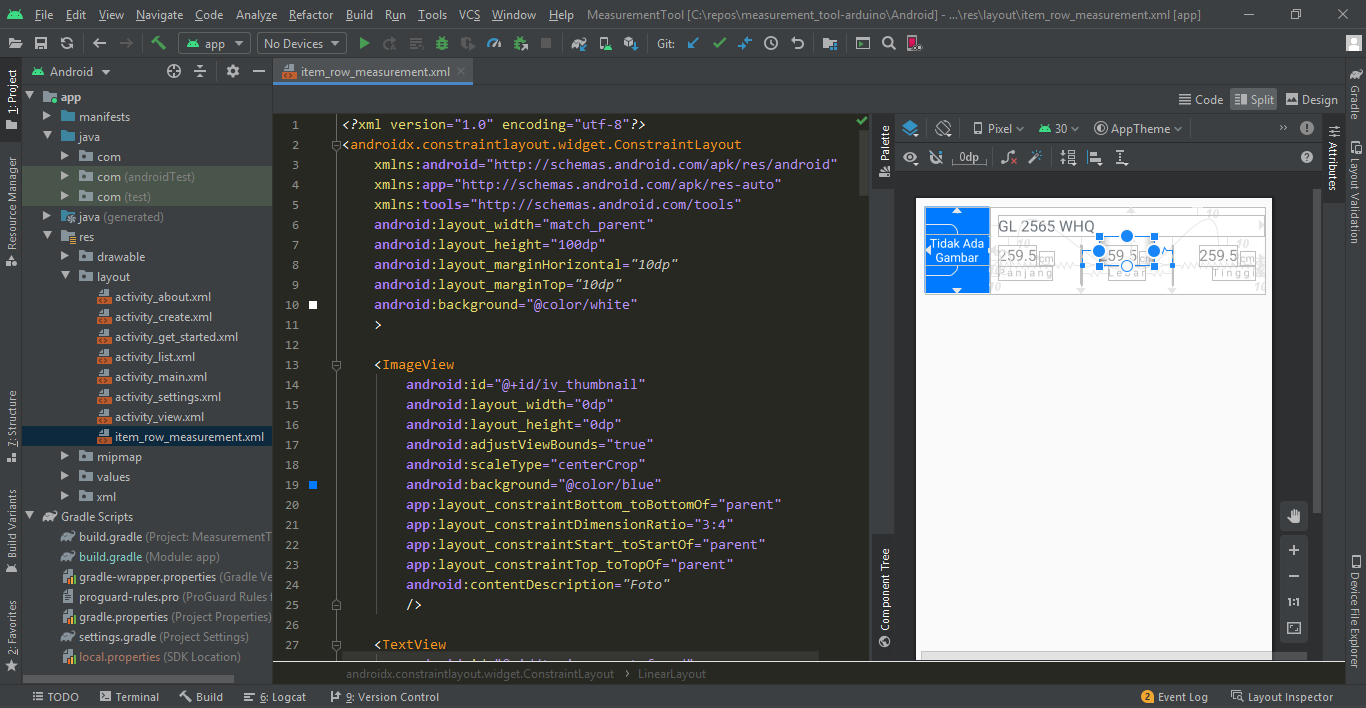 File Edit View Navigate Code Analyze Refactor Build Run Tools VCS Window Help MeasurementTool [C:\repos\measurement_tool-arduino\Android] - ...\res\layout\item_row_measurement.xml [app]
app No Devices Git:
1: Project
Resource Manager
7: Structure
Build Variants
2: Favorites
Android
app
manifests
java
com
com (androidTest)
com (test)
java (generated)
res
drawable
layout
activity_about.xml
activity_create.xml
activity_get_started.xml
activity_list.xml
activity_main.xml
activity_settings.xml
activity_view.xml
item_row_measurement.xml
mipmap
values
xml
Gradle Scripts
build.gradle (Project: MeasurementT
build.gradle (Module: app)
gradle-wrapper.properties (Gradle Ve
proguard-rules.pro (ProGuard Rules f
gradle.properties (Project Properties)
settings.gradle (Project Settings)
local.properties (SDK Location)
item_row_measurement.xml
Code Split Design
1 <?xml version="1.0" encoding="utf-8"?>
2 <androidx.constraintlayout.widget.ConstraintLayout
3 xmlns:android="http://schemas.android.com/apk/res/android"
4 xmlns:app="http://schemas.android.com/apk/res-auto"
5 xmlns:tools="http://schemas.android.com/tools"
6 android:layout_width="match_parent"
7 android:layout_height="100dp"
8 android:layout_marginHorizontal="10dp"
9 android:layout_marginTop="10dp"
10 android:background="@color/white"
11 >
12
13 <ImageView
14 android:id="@+id/iv_thumbnail"
15 android:layout_width="0dp"
16 android:layout_height="0dp"
17 android:adjustViewBounds="true"
18 android:scaleType="centerCrop"
19 android:background="@color/blue"
20 app:layout_constraintBottom_toBottomOf="parent"
21 app:layout_constraintDimensionRatio="3:4"
22 app:layout_constraintStart_toStartOf="parent"
23 app:layout_constraintTop_toTopOf="parent"
24 android:contentDescription="Foto"
25 />
26
27 <TextView
androidx.constraintlayout.widget.ConstraintLayout LinearLayout
Palette
Component Tree
Pixel 30 AppTheme
0dp
GL 2565 WHQ
Tidak Ada
Gambar
259.5 cm 59.5 259.5 cm
Panjang Lebar Tinggi
10
1:1
Attributes
Gradle
Layout Validation
Device File Explorer
TODO Terminal Build 6: Logcat 9: Version Control 2 Event Log Layout Inspector